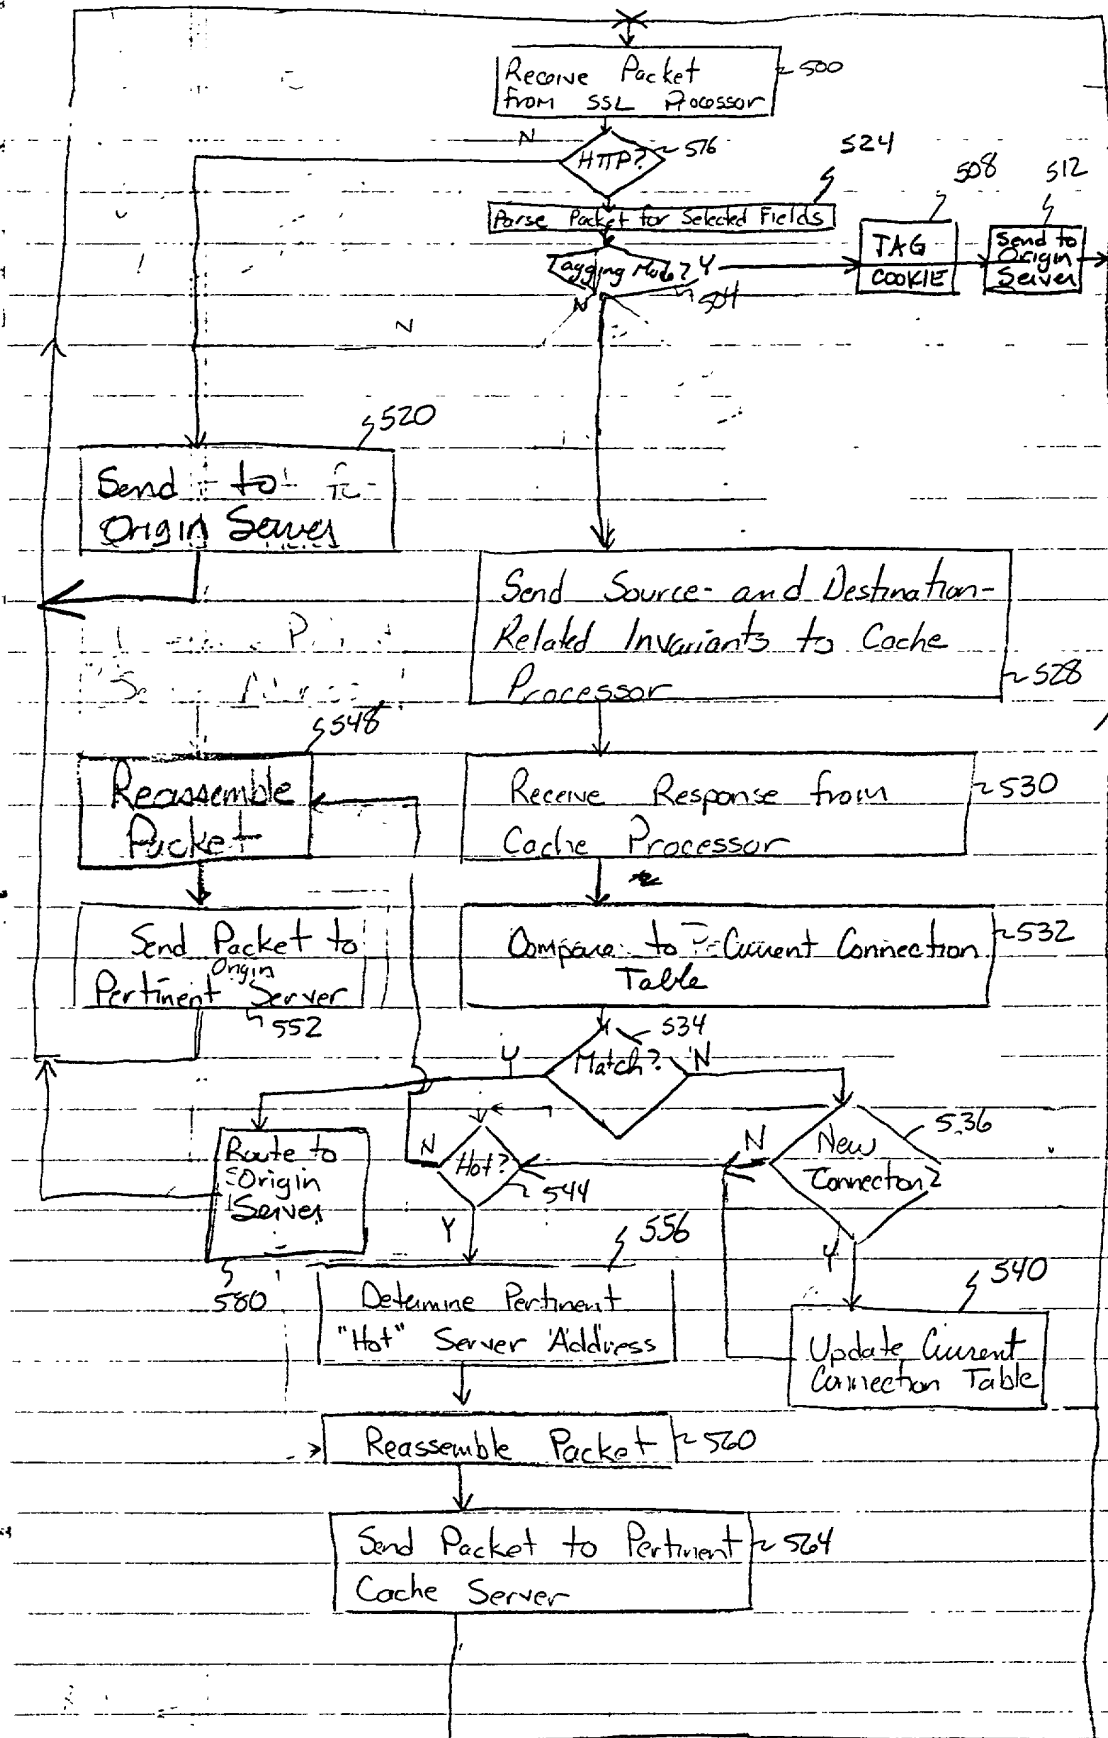 Receive Packet
from SSL Processor
500
N
HTTP?
516
524
508
512
Parse Packet for Selected Fields
TAG
COOKIE
Send to
Origin
Server
Tagging Mode?
Y
504
N
N
520
Send to
Origin Server
Send Source- and Destination-
Related Invariants to Cache
Processor
528
548
Reassemble
Packet
Receive Response from
Cache Processor
530
Send Packet to
Origin
Pertinent Server
552
Compare to Current Connection
Table
532
534
Match?
Y
N
536
New
Connection?
N
Y
Route to
Origin
Server
580
N
Hot?
544
Y
556
540
Determine Pertinent
"Hot" Server Address
Update Current
Connection Table
Reassemble Packet
560
Send Packet to Pertinent
Cache Server
564